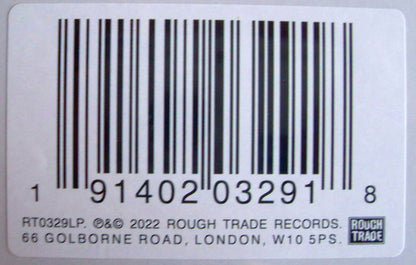 1 91402 03291 8
RT0329LP. ℗&© 2022 ROUGH TRADE RECORDS.
66 GOLBORNE ROAD, LONDON, W10 5PS.
ROUGH
TRADE